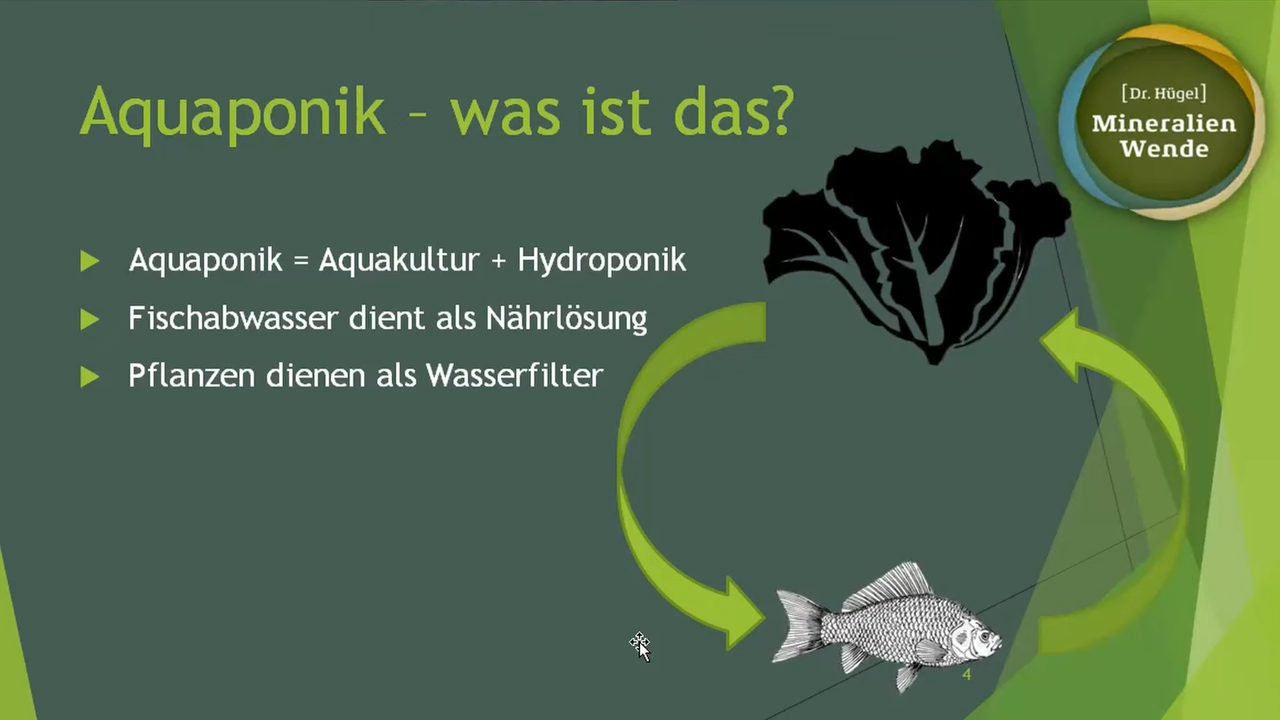 Aquaponik – was ist das?
[Dr. Hügel]
Mineralien
Wende
Aquaponik = Aquakultur + Hydroponik
Fischabwasser dient als Nährlösung
Pflanzen dienen als Wasserfilter
4